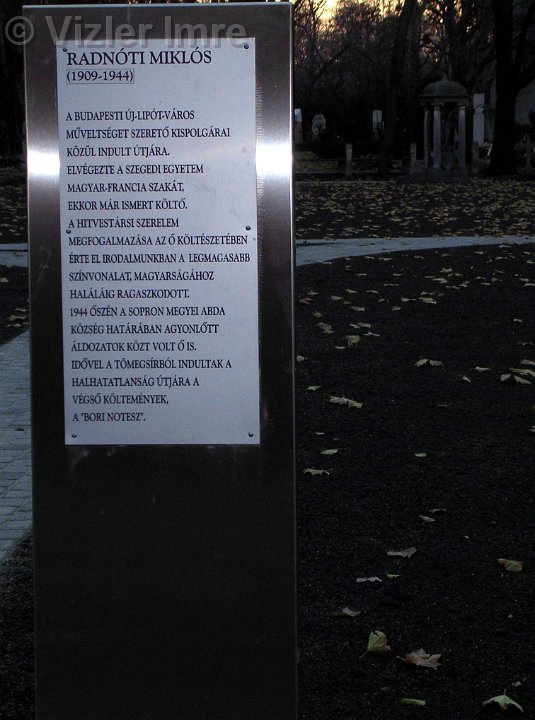 © Vizler Imre
RADNÓTI MIKLÓS
(1909-1944)
A BUDAPESTI ÚJ-LIPÓT-VÁROS
MŰVELTSÉGET SZERETŐ KISPOLGÁRAI
KÖZÜL INDULT ÚTJÁRA.
ELVÉGEZTE A SZEGEDI EGYETEM
MAGYAR-FRANCIA SZAKÁT,
EKKOR MÁR ISMERT KÖLTŐ.
A HITVESTÁRSI SZERELEM
MEGFOGALMAZÁSA AZ Ő KÖLTÉSZETÉBEN
ÉRTE EL IRODALMUNKBAN A LEGMAGASABB
SZÍNVONALAT, MAGYARSÁGÁHOZ
HALÁLÁIG RAGASZKODOTT.
1944 ŐSZÉN A SOPRON MEGYEI ABDA
KÖZSÉG HATÁRÁBAN AGYONLŐTT
ÁLDOZATOK KÖZT VOLT Ő IS.
IDŐVEL A TÖMEGSÍRBÓL INDULTAK A
HALHATATLANSÁG ÚTJÁRA A
VÉGSŐ KÖLTEMÉNYEK,
A "BORI NOTESZ".